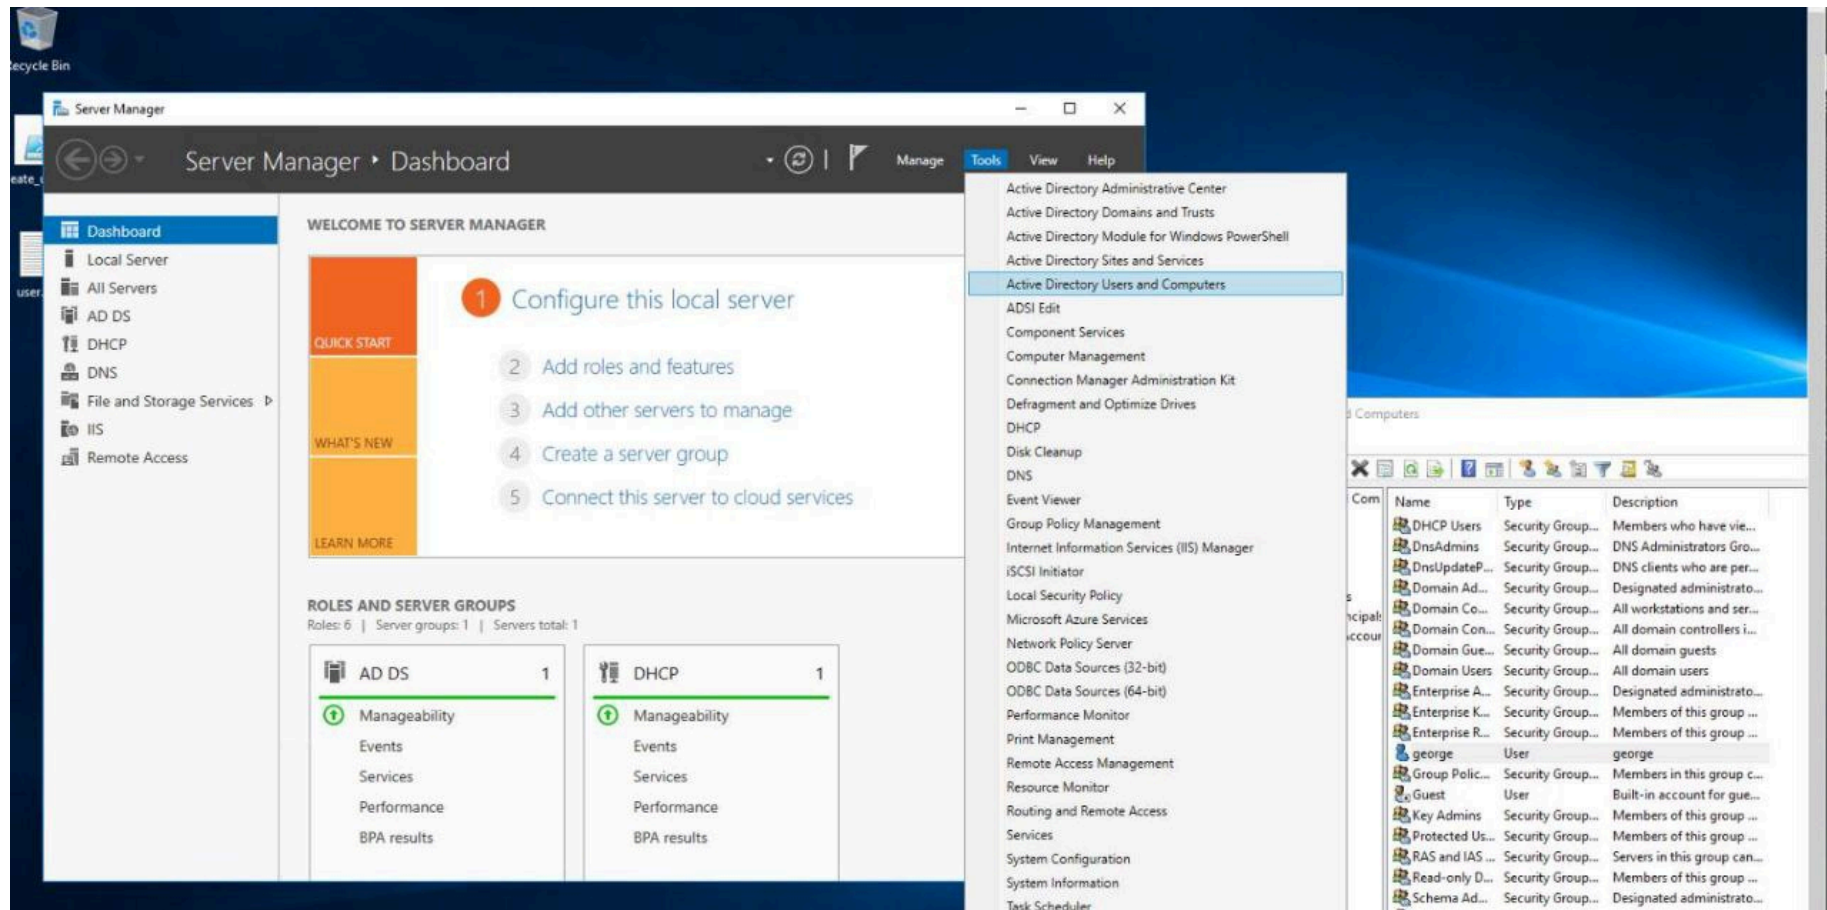 ecycle Bin
Server Manager
Server Manager • Dashboard
Manage Tools View Help
eate_u
user.
Dashboard
Local Server
All Servers
AD DS
DHCP
DNS
File and Storage Services
IIS
Remote Access
WELCOME TO SERVER MANAGER
QUICK START
WHAT'S NEW
LEARN MORE
1 Configure this local server
2 Add roles and features
3 Add other servers to manage
4 Create a server group
5 Connect this server to cloud services
ROLES AND SERVER GROUPS
Roles: 6 | Server groups: 1 | Servers total: 1
AD DS 1
Manageability
Events
Services
Performance
BPA results
DHCP 1
Manageability
Events
Services
Performance
BPA results
Active Directory Administrative Center
Active Directory Domains and Trusts
Active Directory Module for Windows PowerShell
Active Directory Sites and Services
Active Directory Users and Computers
ADSI Edit
Component Services
Computer Management
Connection Manager Administration Kit
Defragment and Optimize Drives
DHCP
Disk Cleanup
DNS
Event Viewer
Group Policy Management
Internet Information Services (IIS) Manager
iSCSI Initiator
Local Security Policy
Microsoft Azure Services
Network Policy Server
ODBC Data Sources (32-bit)
ODBC Data Sources (64-bit)
Performance Monitor
Print Management
Remote Access Management
Resource Monitor
Routing and Remote Access
Services
System Configuration
System Information
Task Scheduler
d Computers
Com
s
ncipals
Accoun
Name Type Description
DHCP Users Security Group... Members who have vie...
DnsAdmins Security Group... DNS Administrators Gro...
DnsUpdateP... Security Group... DNS clients who are per...
Domain Ad... Security Group... Designated administrato...
Domain Co... Security Group... All workstations and ser...
Domain Con... Security Group... All domain controllers i...
Domain Gue... Security Group... All domain guests
Domain Users Security Group... All domain users
Enterprise A... Security Group... Designated administrato...
Enterprise K... Security Group... Members of this group ...
Enterprise R... Security Group... Members of this group ...
george User george
Group Polic... Security Group... Members in this group c...
Guest User Built-in account for gue...
Key Admins Security Group... Members of this group ...
Protected Us... Security Group... Members of this group ...
RAS and IAS ... Security Group... Servers in this group can...
Read-only D... Security Group... Members of this group ...
Schema Ad... Security Group... Designated administrato...